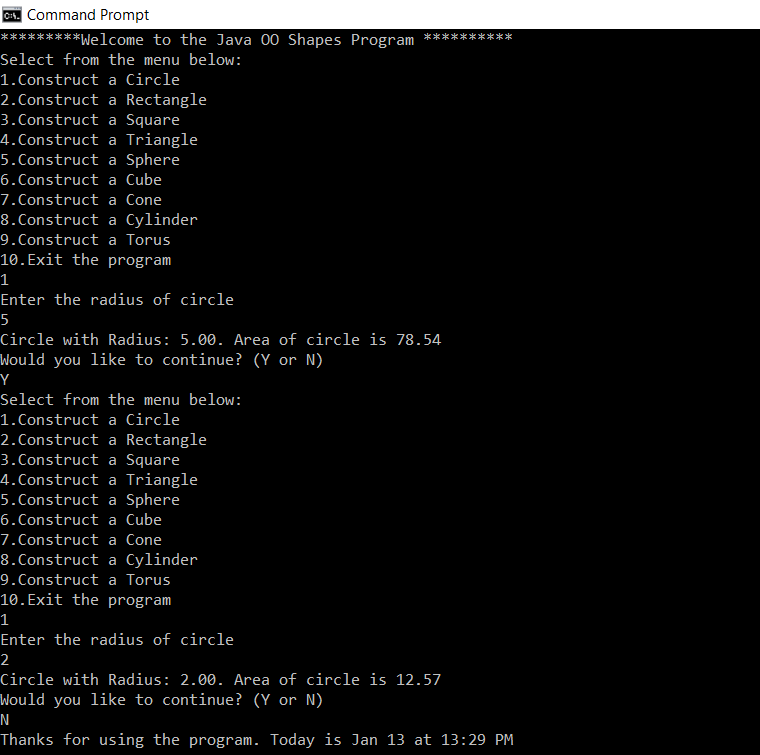 Command Prompt
*********Welcome to the Java OO Shapes Program **********
Select from the menu below:
1.Construct a Circle
2.Construct a Rectangle
3.Construct a Square
4.Construct a Triangle
5.Construct a Sphere
6.Construct a Cube
7.Construct a Cone
8.Construct a Cylinder
9.Construct a Torus
10.Exit the program
1
Enter the radius of circle
5
Circle with Radius: 5.00. Area of circle is 78.54
Would you like to continue? (Y or N)
Y
Select from the menu below:
1.Construct a Circle
2.Construct a Rectangle
3.Construct a Square
4.Construct a Triangle
5.Construct a Sphere
6.Construct a Cube
7.Construct a Cone
8.Construct a Cylinder
9.Construct a Torus
10.Exit the program
1
Enter the radius of circle
2
Circle with Radius: 2.00. Area of circle is 12.57
Would you like to continue? (Y or N)
N
Thanks for using the program. Today is Jan 13 at 13:29 PM